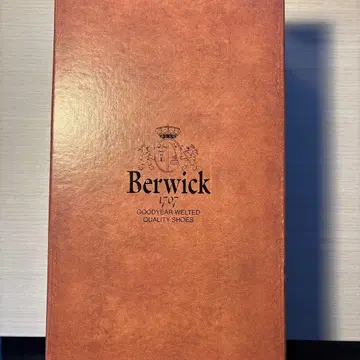 Berwick
1707
GOODYEAR WELTED
QUALITY SHOES